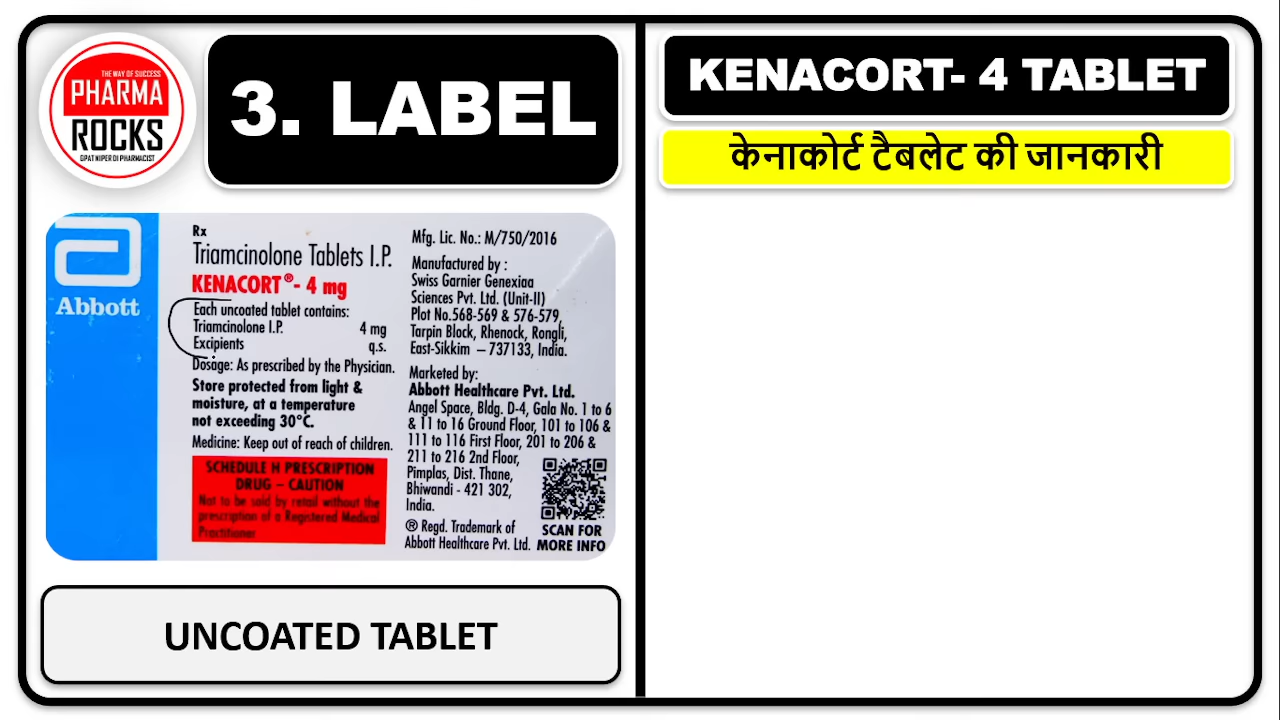 THE WAY OF SUCCESS
PHARMA
ROCKS
GPAT NIPER DI PHARMACIST
3. LABEL
Abbott
Rx
Triamcinolone Tablets I.P.
KENACORT®- 4 mg
Each uncoated tablet contains:
Triamcinolone I.P. 4 mg
Excipients q.s.
Dosage: As prescribed by the Physician.
Store protected from light &
moisture, at a temperature
not exceeding 30°C.
Medicine: Keep out of reach of children.
SCHEDULE H PRESCRIPTION
DRUG – CAUTION
Not to be sold by retail without the
prescription of a Registered Medical
Practitioner
Mfg. Lic. No.: M/750/2016
Manufactured by :
Swiss Garnier Genexiaa
Sciences Pvt. Ltd. (Unit-II)
Plot No.568-569 & 576-579,
Tarpin Block, Rhenock, Rongli,
East-Sikkim – 737133, India.
Marketed by:
Abbott Healthcare Pvt. Ltd.
Angel Space, Bldg. D-4, Gala No. 1 to 6
& 11 to 16 Ground Floor, 101 to 106 &
111 to 116 First Floor, 201 to 206 &
211 to 216 2nd Floor,
Pimplas, Dist. Thane,
Bhiwandi - 421 302,
India.
® Regd. Trademark of
Abbott Healthcare Pvt. Ltd.
SCAN FOR
MORE INFO
UNCOATED TABLET
KENACORT- 4 TABLET
केनाकोर्ट टैबलेट की जानकारी